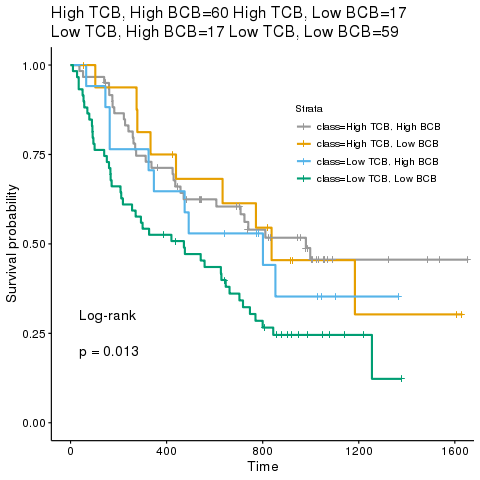 High TCB, High BCB=60 High TCB, Low BCB=17
Low TCB, High BCB=17 Low TCB, Low BCB=59
Strata
class=High TCB. High BCB
class=High TCB. Low BCB
class=Low TCB. High BCB
class=Low TCB. Low BCB
Survival probability
1.00
0.75
0.50
0.25
0.00
Log-rank
p = 0.013
0 400 800 1200 1600
Time